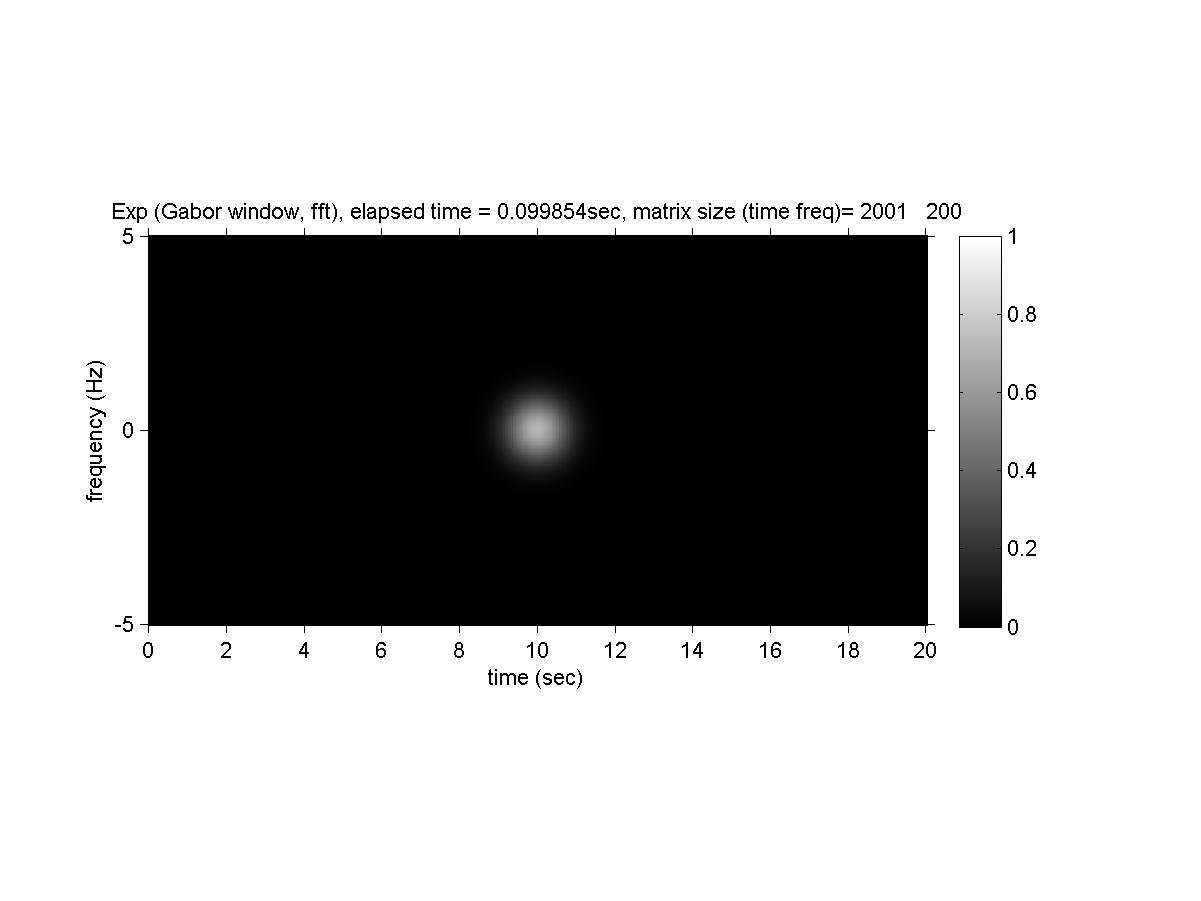 Exp (Gabor window, fft), elapsed time = 0.099854sec, matrix size (time freq)= 2001   200
5
0
-5
frequency (Hz)
0 2 4 6 8 10 12 14 16 18 20
time (sec)
1
0.8
0.6
0.4
0.2
0